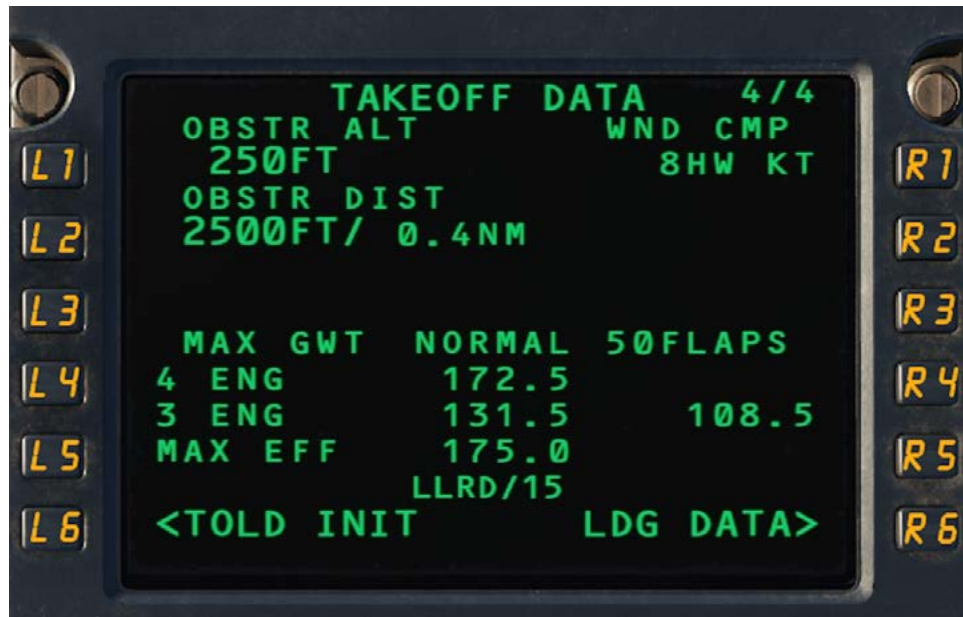 TAKEOFF DATA 4/4
OBSTR ALT WND CMP
L1 250FT 8HW KT R1
OBSTR DIST
L2 2500FT/ 0.4NM R2
L3 R3
MAX GWT NORMAL 50FLAPS
L4 4 ENG 172.5 R4
3 ENG 131.5 108.5
L5 MAX EFF 175.0 R5
LLRD/15
L6 <TOLD INIT LDG DATA> R6